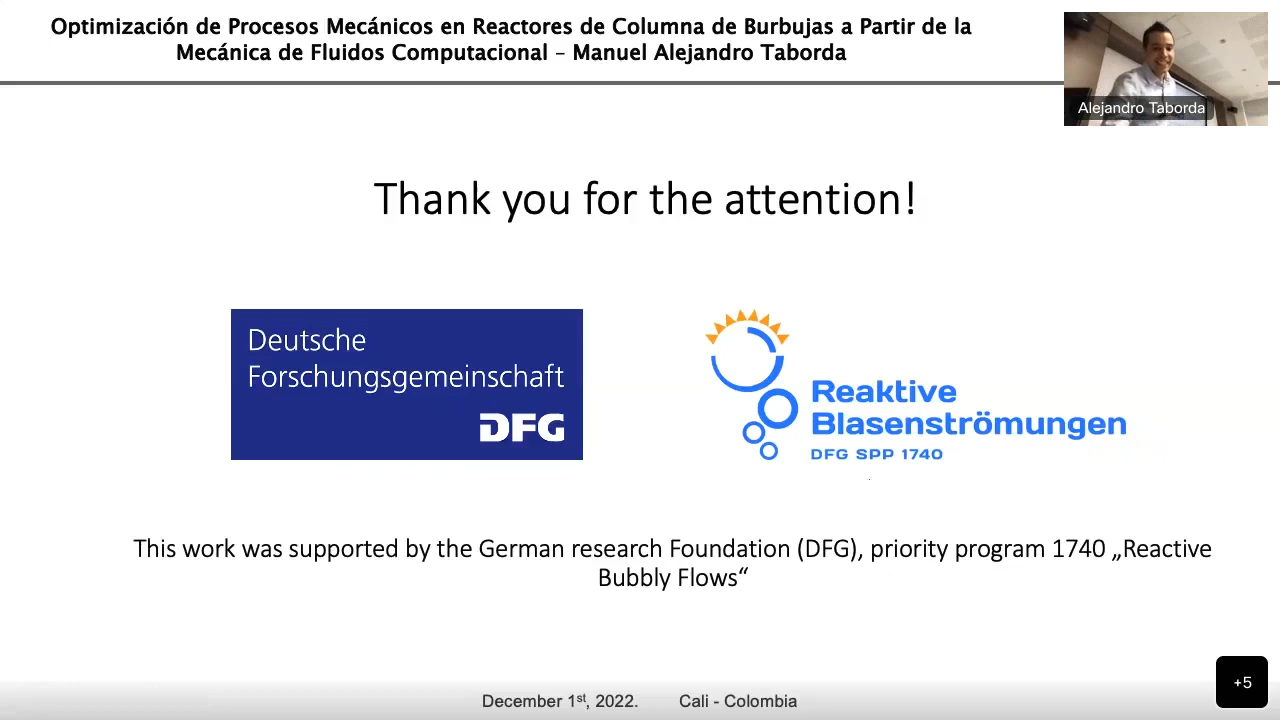 Optimización de Procesos Mecánicos en Reactores de Columna de Burbujas a Partir de la
Mecánica de Fluidos Computacional – Manuel Alejandro Taborda
Alejandro Taborda
Thank you for the attention!
Deutsche
Forschungsgemeinschaft
DFG
Reaktive
Blasenströmungen
DFG SPP 1740
This work was supported by the German research Foundation (DFG), priority program 1740 „Reactive
Bubbly Flows“
+5
December 1st, 2022. Cali - Colombia